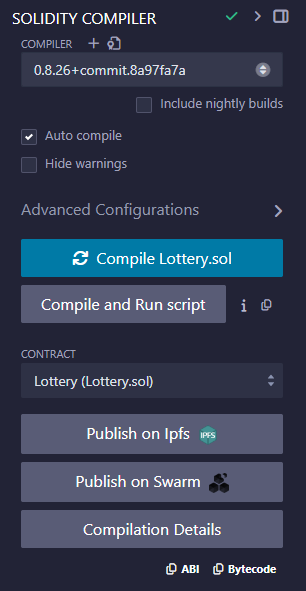 SOLIDITY COMPILER
COMPILER
0.8.26+commit.8a97fa7a
Include nightly builds
Auto compile
Hide warnings
Advanced Configurations
Compile Lottery.sol
Compile and Run script
CONTRACT
Lottery (Lottery.sol)
Publish on Ipfs IPFS
Publish on Swarm
Compilation Details
ABI Bytecode